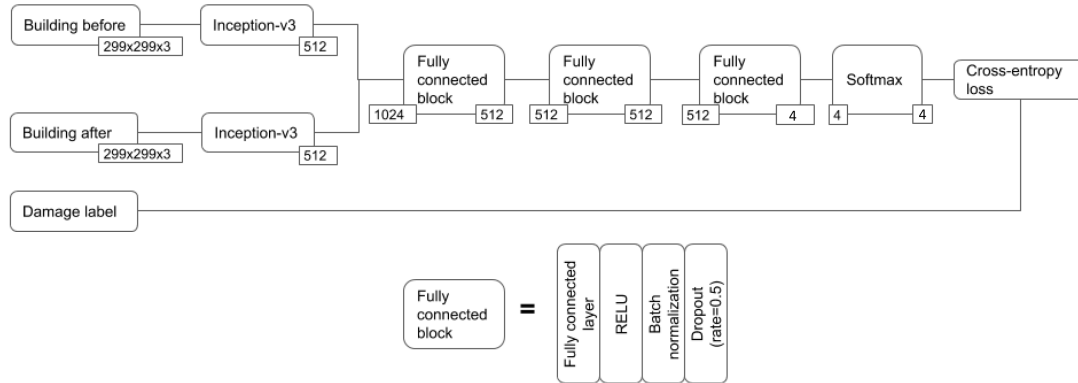 Building before
299x299x3
Inception-v3
512
Building after
299x299x3
Inception-v3
512
Fully
connected
block
1024
512
Fully
connected
block
512
512
Fully
connected
block
512
4
Softmax
4
4
Cross-entropy
loss
Damage label
Fully
connected
block
=
Fully connected
layer
RELU
Batch
normalization
Dropout
(rate=0.5)